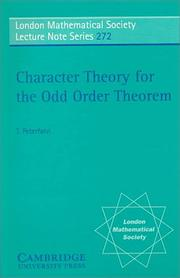 London Mathematical Society
Lecture Note Series 272
Character Theory for
the Odd Order Theorem
T. Peterfalvi
London
Mathematical
Society
CAMBRIDGE
UNIVERSITY PRESS